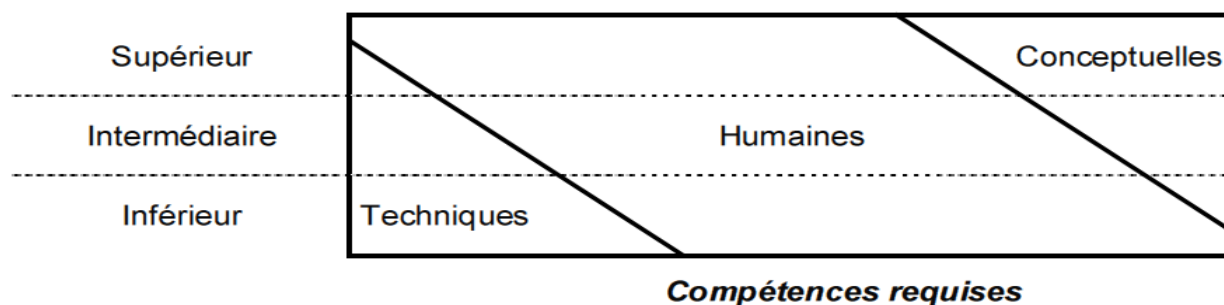 Supérieur
Conceptuelles
Intermédiaire
Humaines
Inférieur
Techniques
Compétences requises